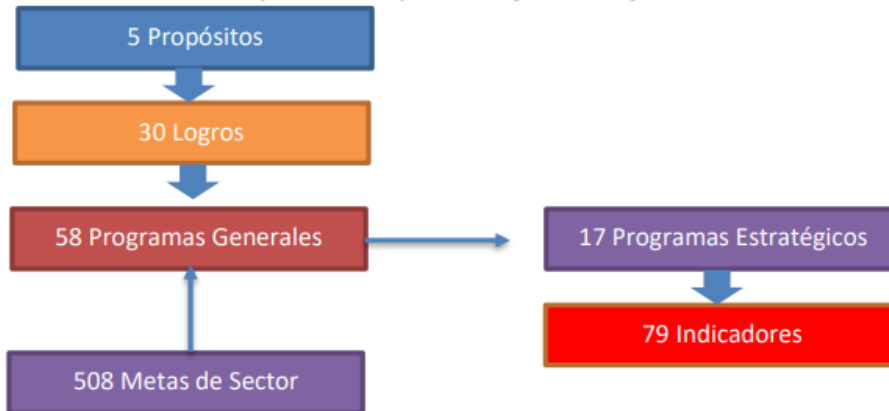 5 Propósitos
30 Logros
58 Programas Generales
17 Programas Estratégicos
79 Indicadores
508 Metas de Sector